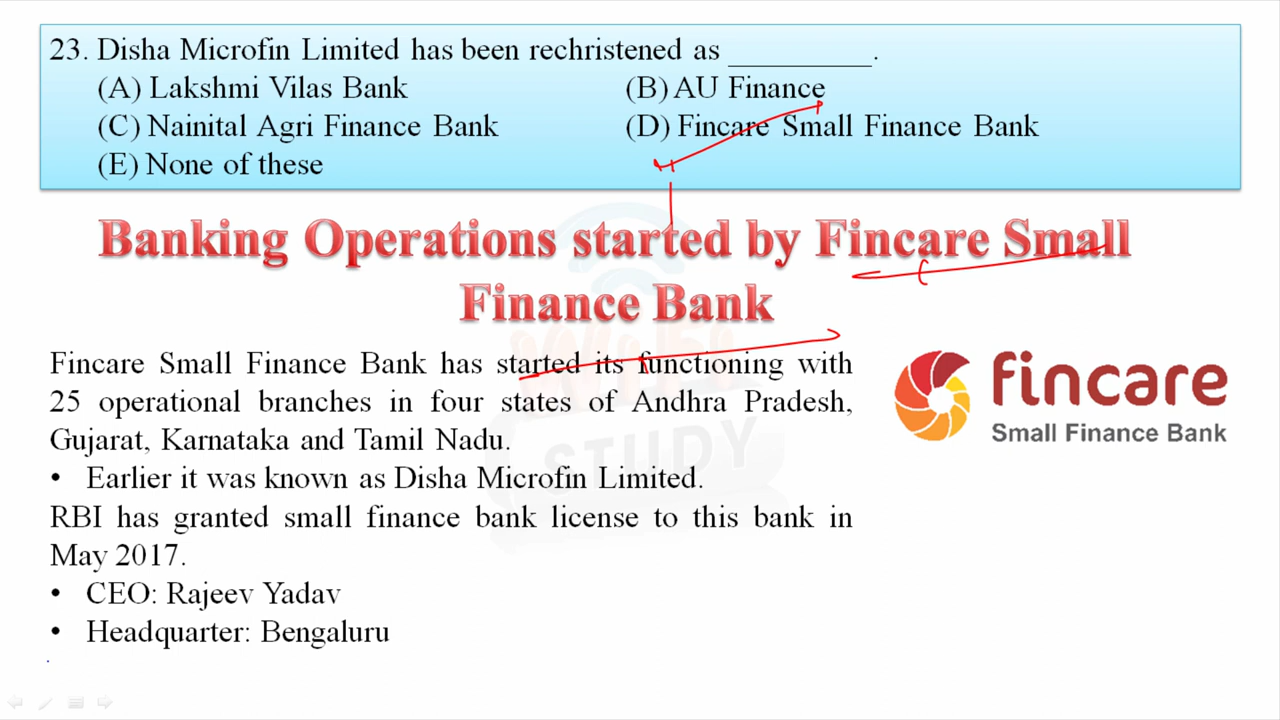 23. Disha Microfin Limited has been rechristened as __________.
(A) Lakshmi Vilas Bank (B) AU Finance
(C) Nainital Agri Finance Bank (D) Fincare Small Finance Bank
(E) None of these
Banking Operations started by Fincare Small
Finance Bank
Fincare Small Finance Bank has started its functioning with
25 operational branches in four states of Andhra Pradesh,
Gujarat, Karnataka and Tamil Nadu.
• Earlier it was known as Disha Microfin Limited.
RBI has granted small finance bank license to this bank in
May 2017.
• CEO: Rajeev Yadav
• Headquarter: Bengaluru
fincare
Small Finance Bank
WiFi
STUDY